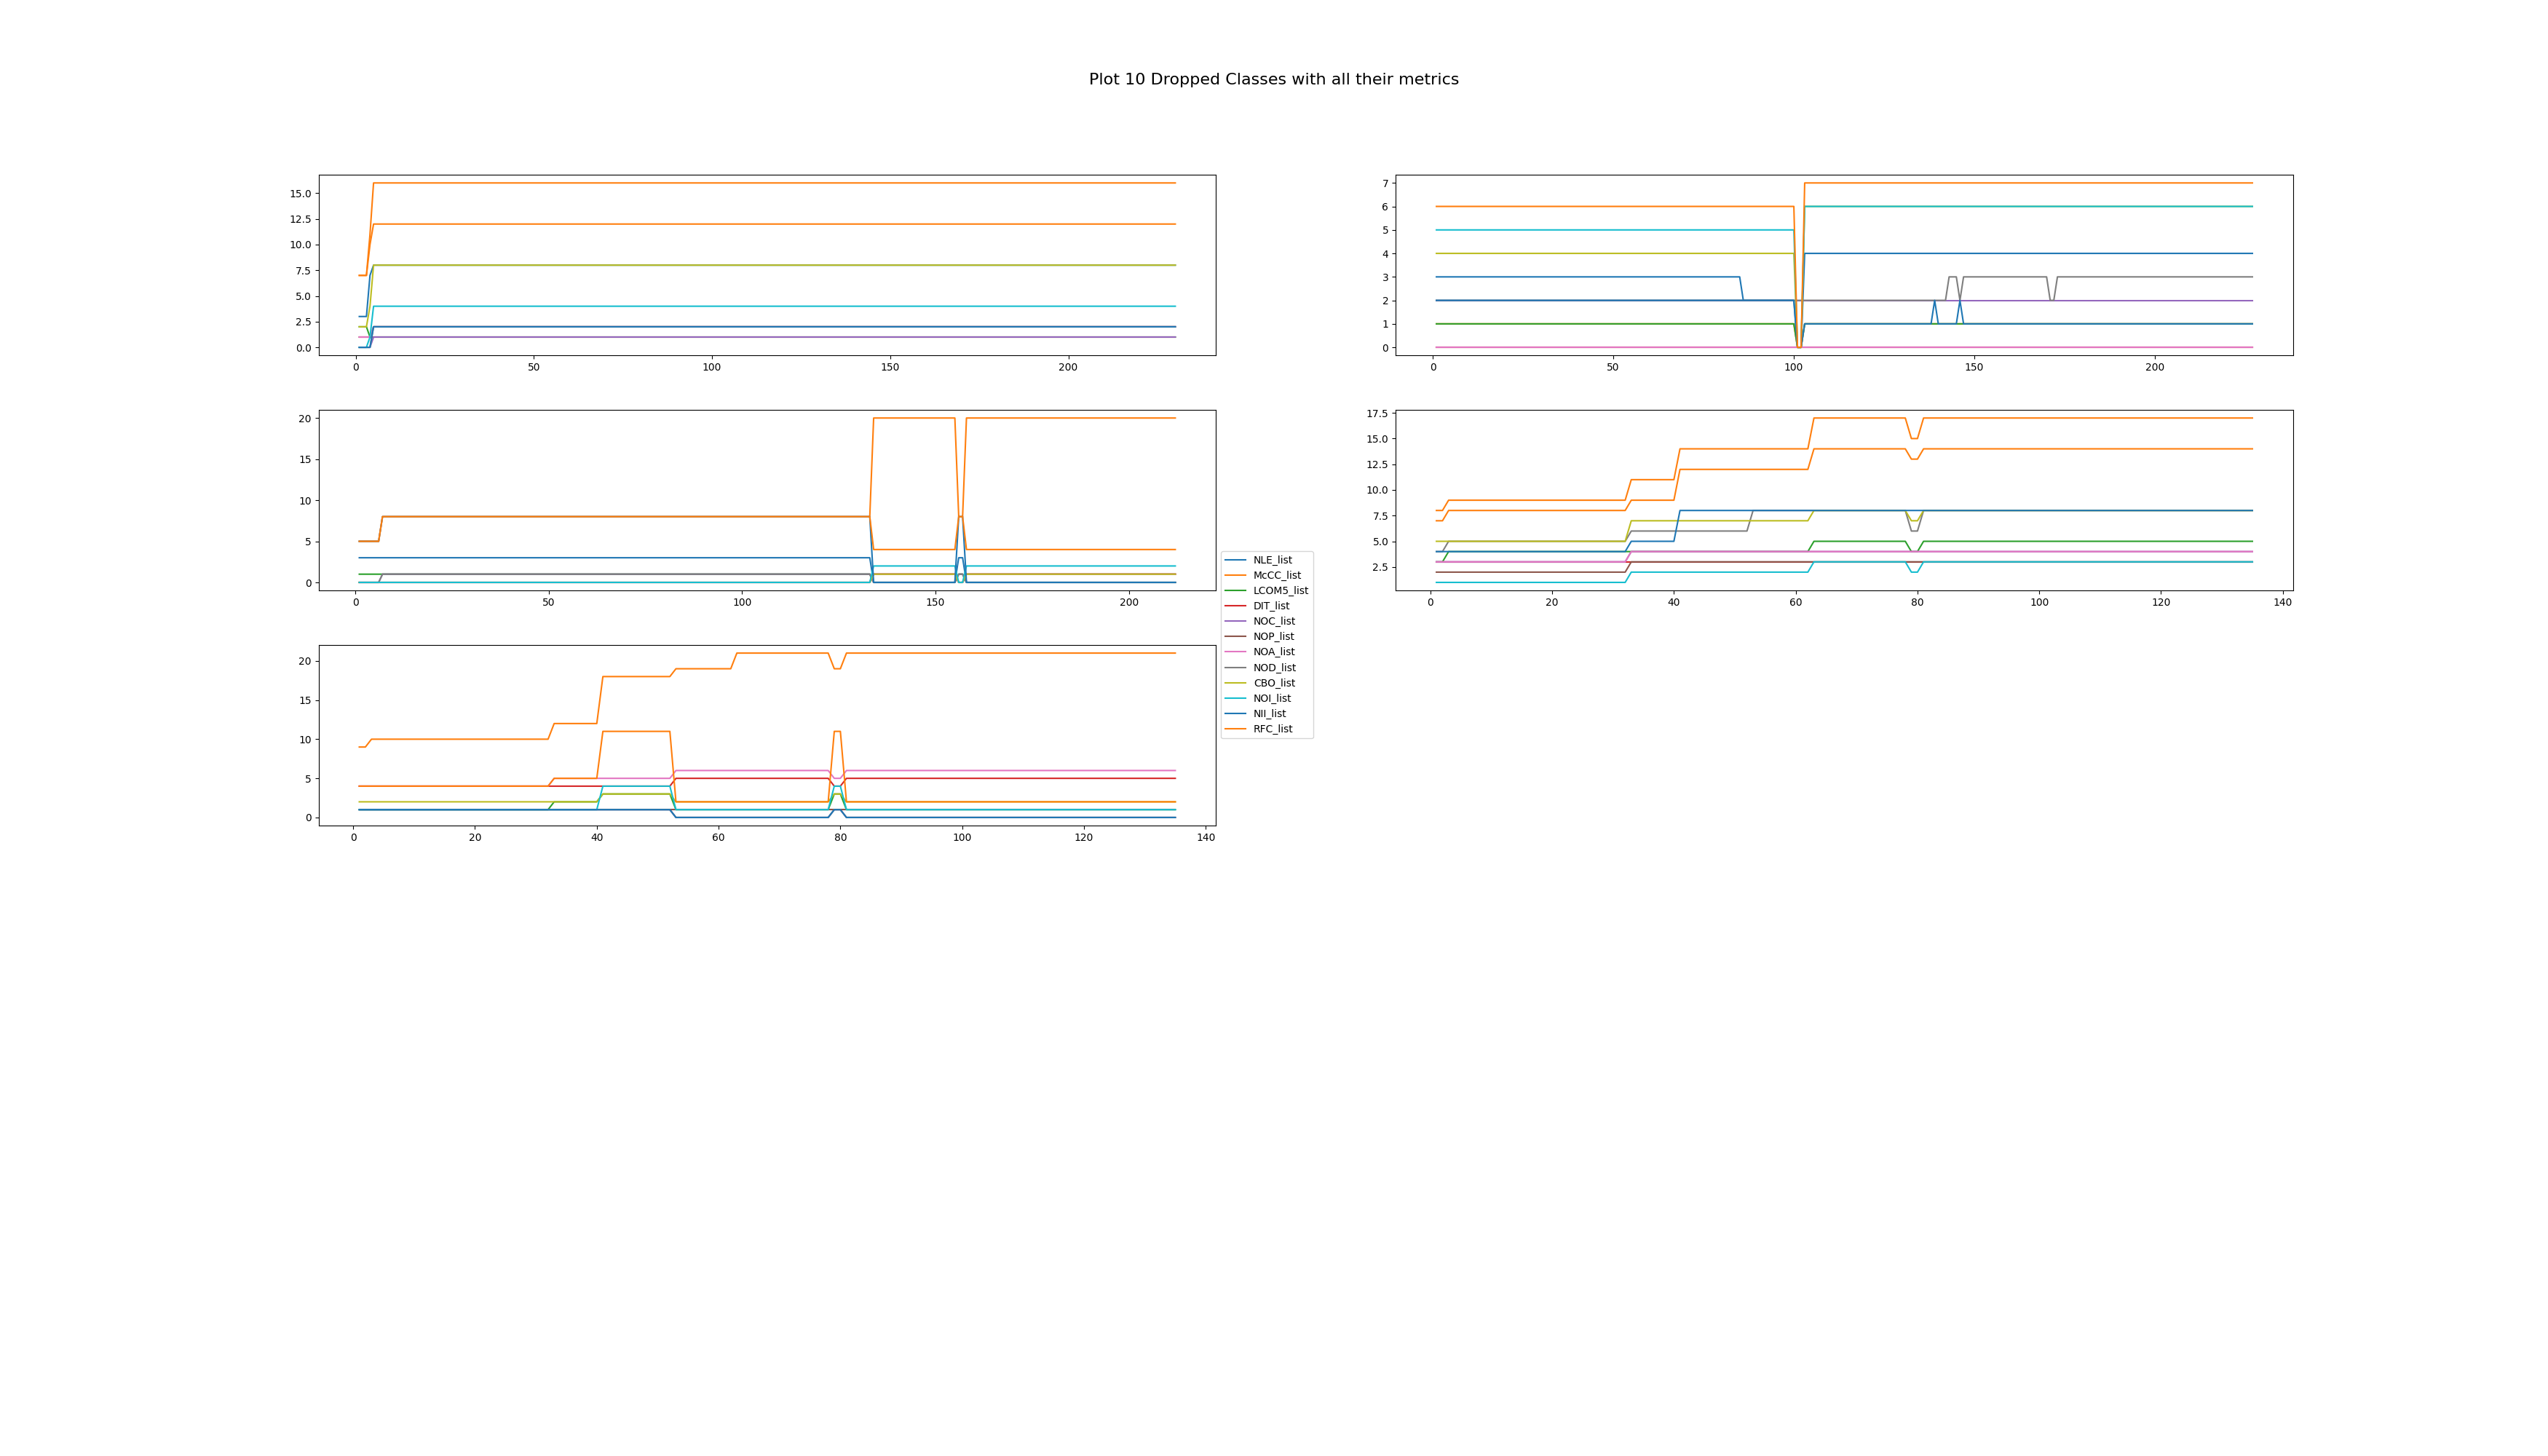 Plot 10 Dropped Classes with all their metrics
15.0
12.5
10.0
7.5
5.0
2.5
0.0
0 50 100 150 200
7
6
5
4
3
2
1
0
0 50 100 150 200
20
15
10
5
0
0 50 100 150 200
17.5
15.0
12.5
10.0
7.5
5.0
2.5
0 20 40 60 80 100 120 140
NLE_list
McCC_list
LCOM5_list
DIT_list
NOC_list
NOP_list
NOA_list
NOD_list
CBO_list
NOI_list
NII_list
RFC_list
20
15
10
5
0
0 20 40 60 80 100 120 140